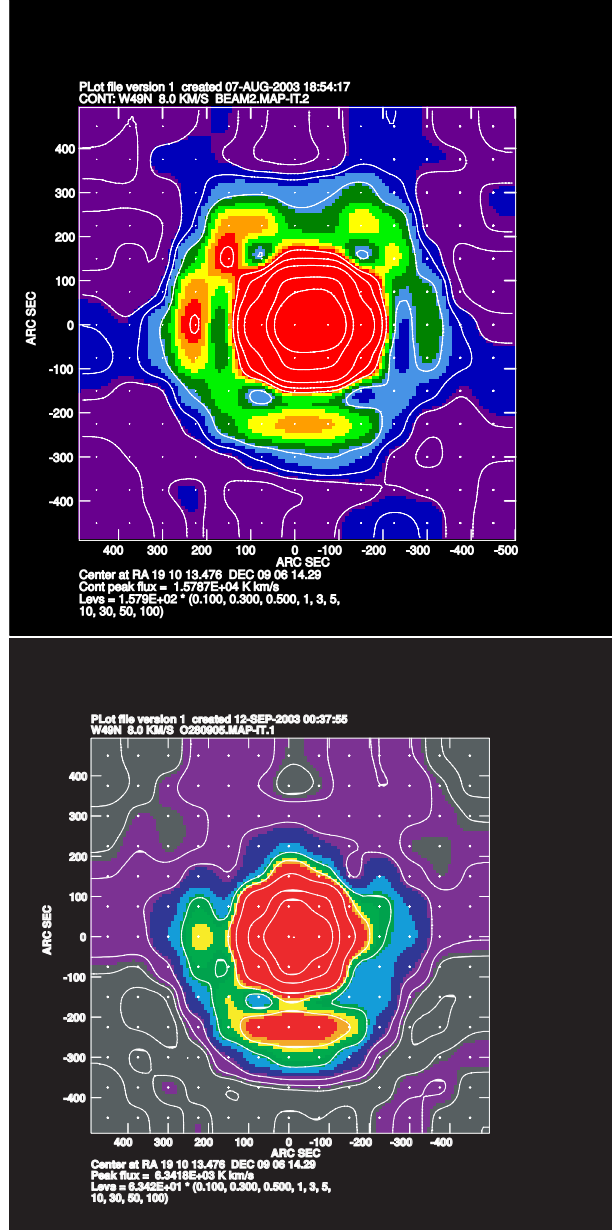 PLot file version 1 created 07-AUG-2003 18:54:17
CONT: W49N 8.0 KM/S BEAM2.MAP-IT.2
400
300
200
100
0
-100
-200
-300
-400
ARC SEC
400 300 200 100 0 -100 -200 -300 -400 -500
ARC SEC
Center at RA 19 10 13.476 DEC 09 06 14.29
Cont peak flux = 1.5787E+04 K km/s
Levs = 1.579E+02 * (0.100, 0.300, 0.500, 1, 3, 5,
10, 30, 50, 100)
PLot file version 1 created 12-SEP-2003 00:37:55
W49N 8.0 KM/S O280905.MAP-IT.1
400
300
200
100
0
-100
-200
-300
-400
ARC SEC
400 300 200 100 0 -100 -200 -300 -400
ARC SEC
Center at RA 19 10 13.476 DEC 09 06 14.29
Peak flux = 6.3418E+03 K km/s
Levs = 6.342E+01 * (0.100, 0.300, 0.500, 1, 3, 5,
10, 30, 50, 100)